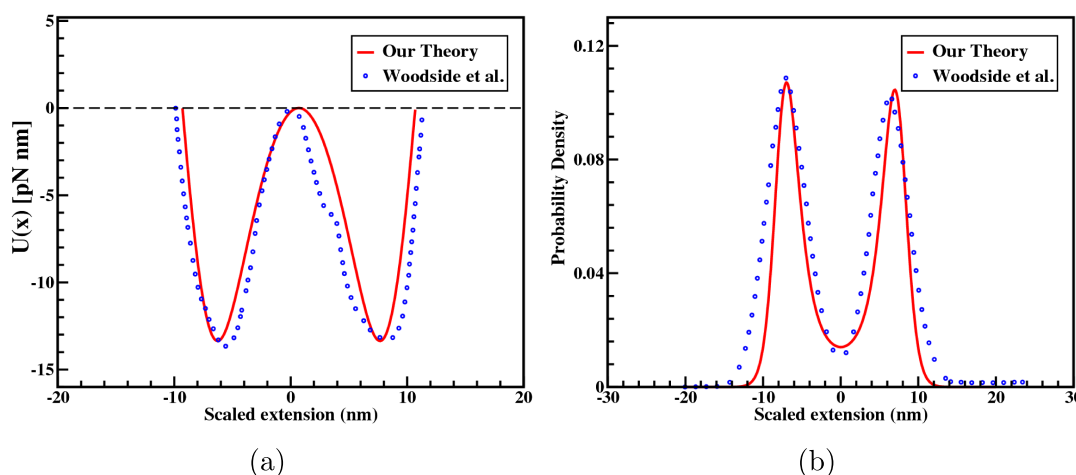 5
0
-5
-10
-15
U(x) [pN nm]
-20 -10 0 10 20
Scaled extension (nm)
Our Theory
Woodside et al.
(a)
0.12
0.08
0.04
0
Probability Density
-30 -20 -10 0 10 20 30
Scaled extension (nm)
Our Theory
Woodside et al.
(b)